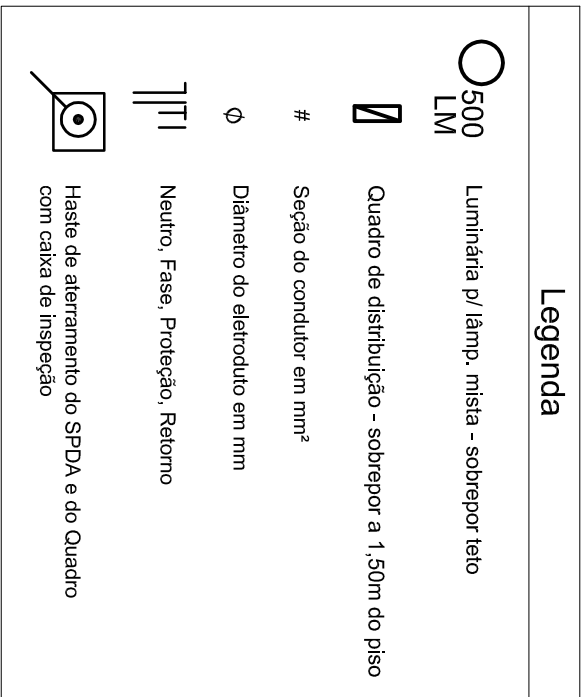 Legenda
500
LM
Luminária p/ lâmp. mista - sobrepor teto
Quadro de distribuição - sobrepor a 1,50m do piso
# Seção do condutor em mm²
Ø Diâmetro do eletroduto em mm
Neutro, Fase, Proteção, Retorno
Haste de aterramento do SPDA e do Quadro
com caixa de inspeção